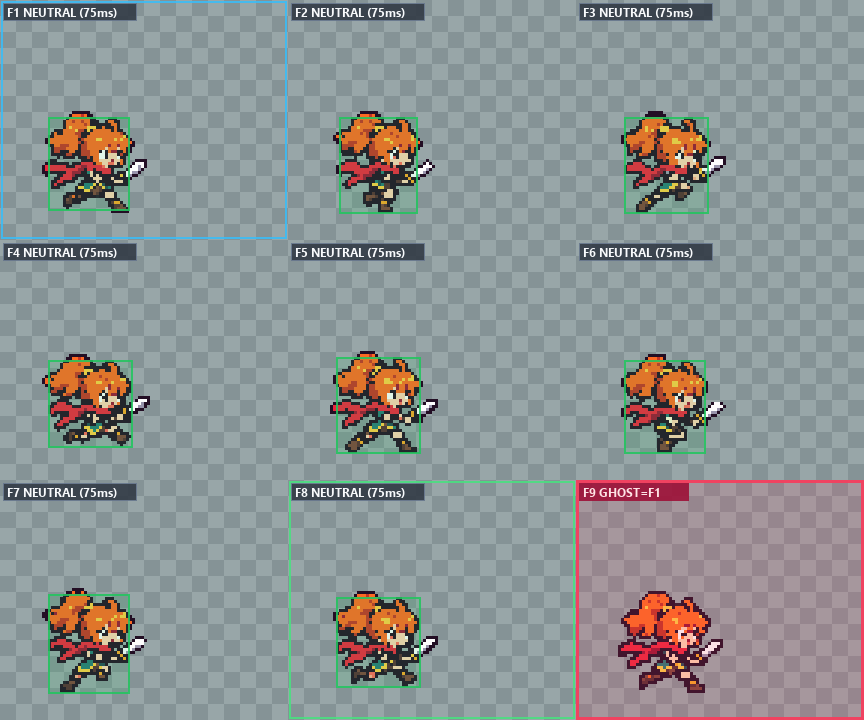 F1 NEUTRAL (75ms)
F2 NEUTRAL (75ms)
F3 NEUTRAL (75ms)
F4 NEUTRAL (75ms)
F5 NEUTRAL (75ms)
F6 NEUTRAL (75ms)
F7 NEUTRAL (75ms)
F8 NEUTRAL (75ms)
F9 GHOST=F1